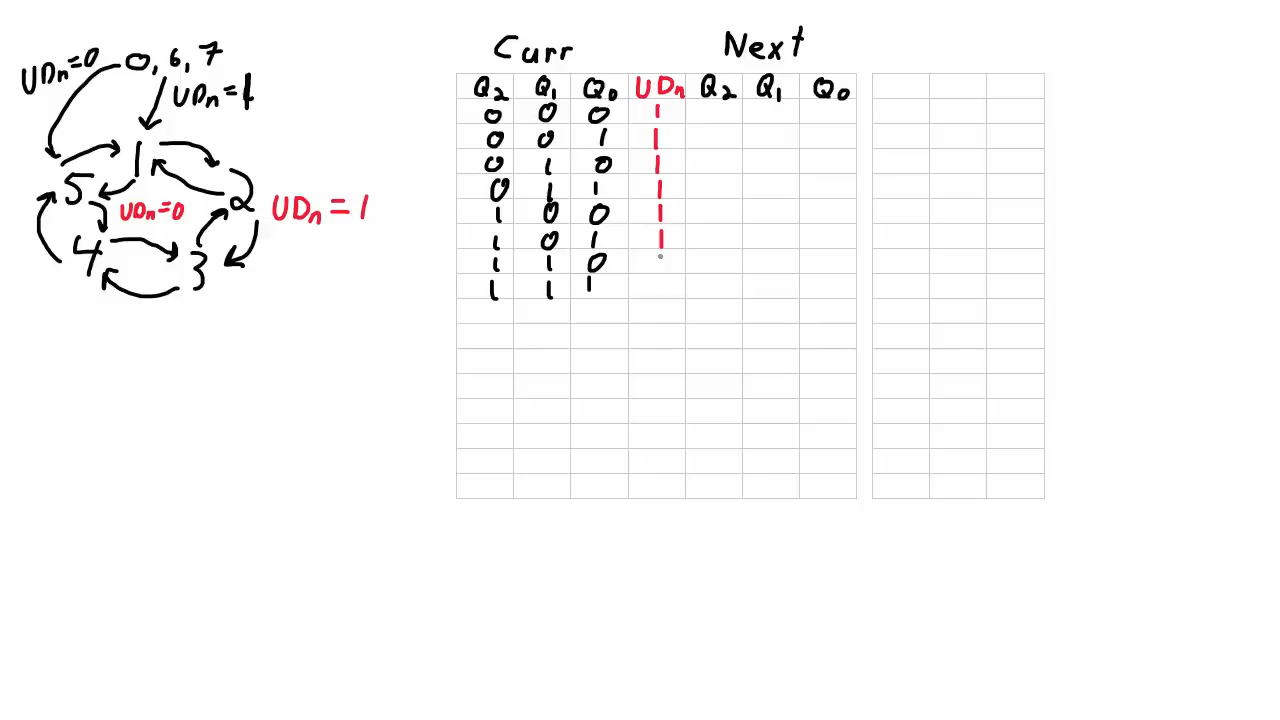 UDn=0 0, 6, 7
UDn=1
1
5 2
UDn=0 UDn=1
4 3
Curr Next
Q2 Q1 Q0 UDn Q2 Q1 Q0
0 0 0 1
0 0 1 1
0 1 0 1
0 1 1 1
1 0 0 1
1 0 1 1
1 1 0
1 1 1